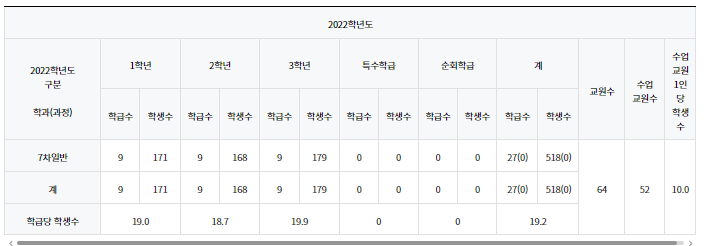 2022학년도
2022학년도
구분
학과(과정)
1학년 2학년 3학년 특수학급 순회학급 계 교원수 수업
교원수 수업
교원
1인
당
학생
수
학급수 학생수 학급수 학생수 학급수 학생수 학급수 학생수 학급수 학생수 학급수 학생수
7차일반 9 171 9 168 9 179 0 0 0 0 27(0) 518(0) 64 52 10.0
계 9 171 9 168 9 179 0 0 0 0 27(0) 518(0)
학급당 학생수 19.0 18.7 19.9 0 0 19.2